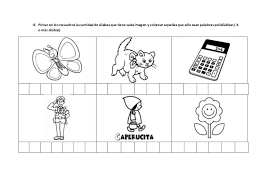 4. Pintar en los recuadros la cantidad de sílabas que tiene cada imagen y colorear aquellas que sólo sean palabras polisílabas ( 4
o más sílabas).
CAPERUCITA